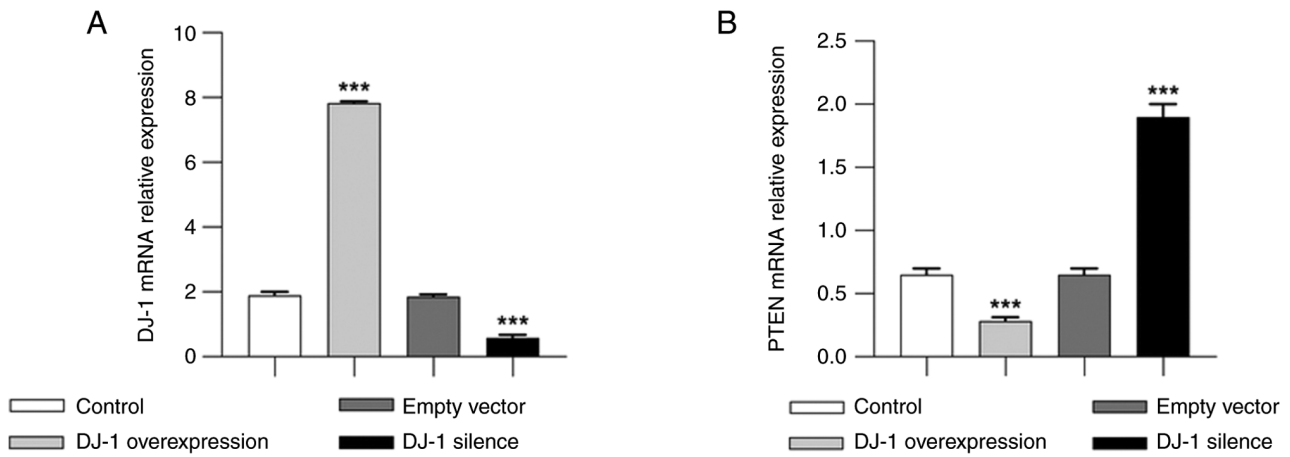 A
DJ-1 mRNA relative expression
10
8
6
4
2
0
***
***
Control
Empty vector
DJ-1 overexpression
DJ-1 silence
B
PTEN mRNA relative expression
2.5
2.0
1.5
1.0
0.5
0.0
***
***
Control
Empty vector
DJ-1 overexpression
DJ-1 silence